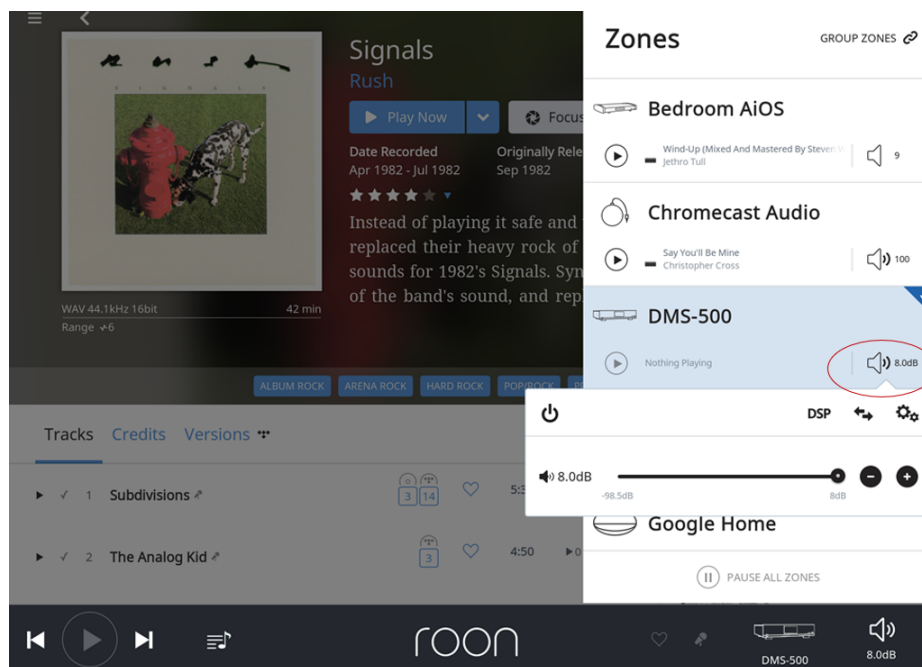 Signals
Rush
SIGNALS
Play Now
Focus
Date Recorded
Apr 1982 - Jul 1982
Originally Rele
Sep 1982
Instead of playing it safe and
replaced their heavy rock of
sounds for 1982's Signals. Syn
of the band's sound, and rep
WAV 44.1kHz 16bit
42 min
Range 6
ALBUM ROCK
ARENA ROCK
HARD ROCK
POP/ROCK
Tracks
Credits
Versions
1
Subdivisions
3
14
5:3
2
The Analog Kid
3
4:50
0
Zones
GROUP ZONES
Bedroom AiOS
Wind-Up (Mixed And Mastered By Steven W
Jethro Tull
9
Chromecast Audio
Say You'll Be Mine
Christopher Cross
100
DMS-500
Nothing Playing
8.0dB
DSP
8.0dB
-98.5dB
8dB
Google Home
PAUSE ALL ZONES
roon
DMS-500
8.0dB